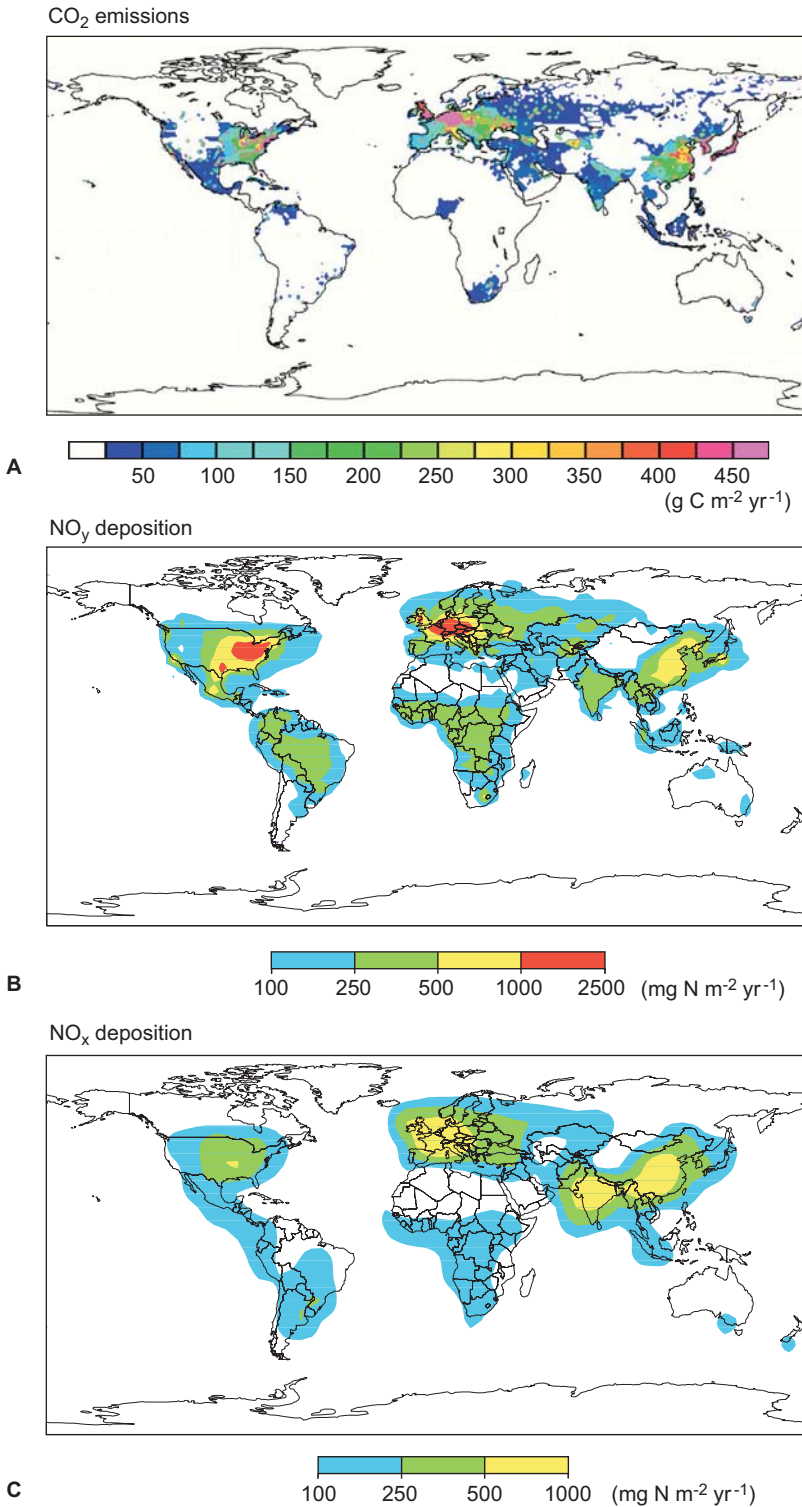 CO₂ emissions
50 100 150 200 250 300 350 400 450
A
(g C m⁻² yr⁻¹)
NOy deposition
B
100 250 500 1000 2500 (mg N m⁻² yr⁻¹)
NOₓ deposition
C
100 250 500 1000 (mg N m⁻² yr⁻¹)